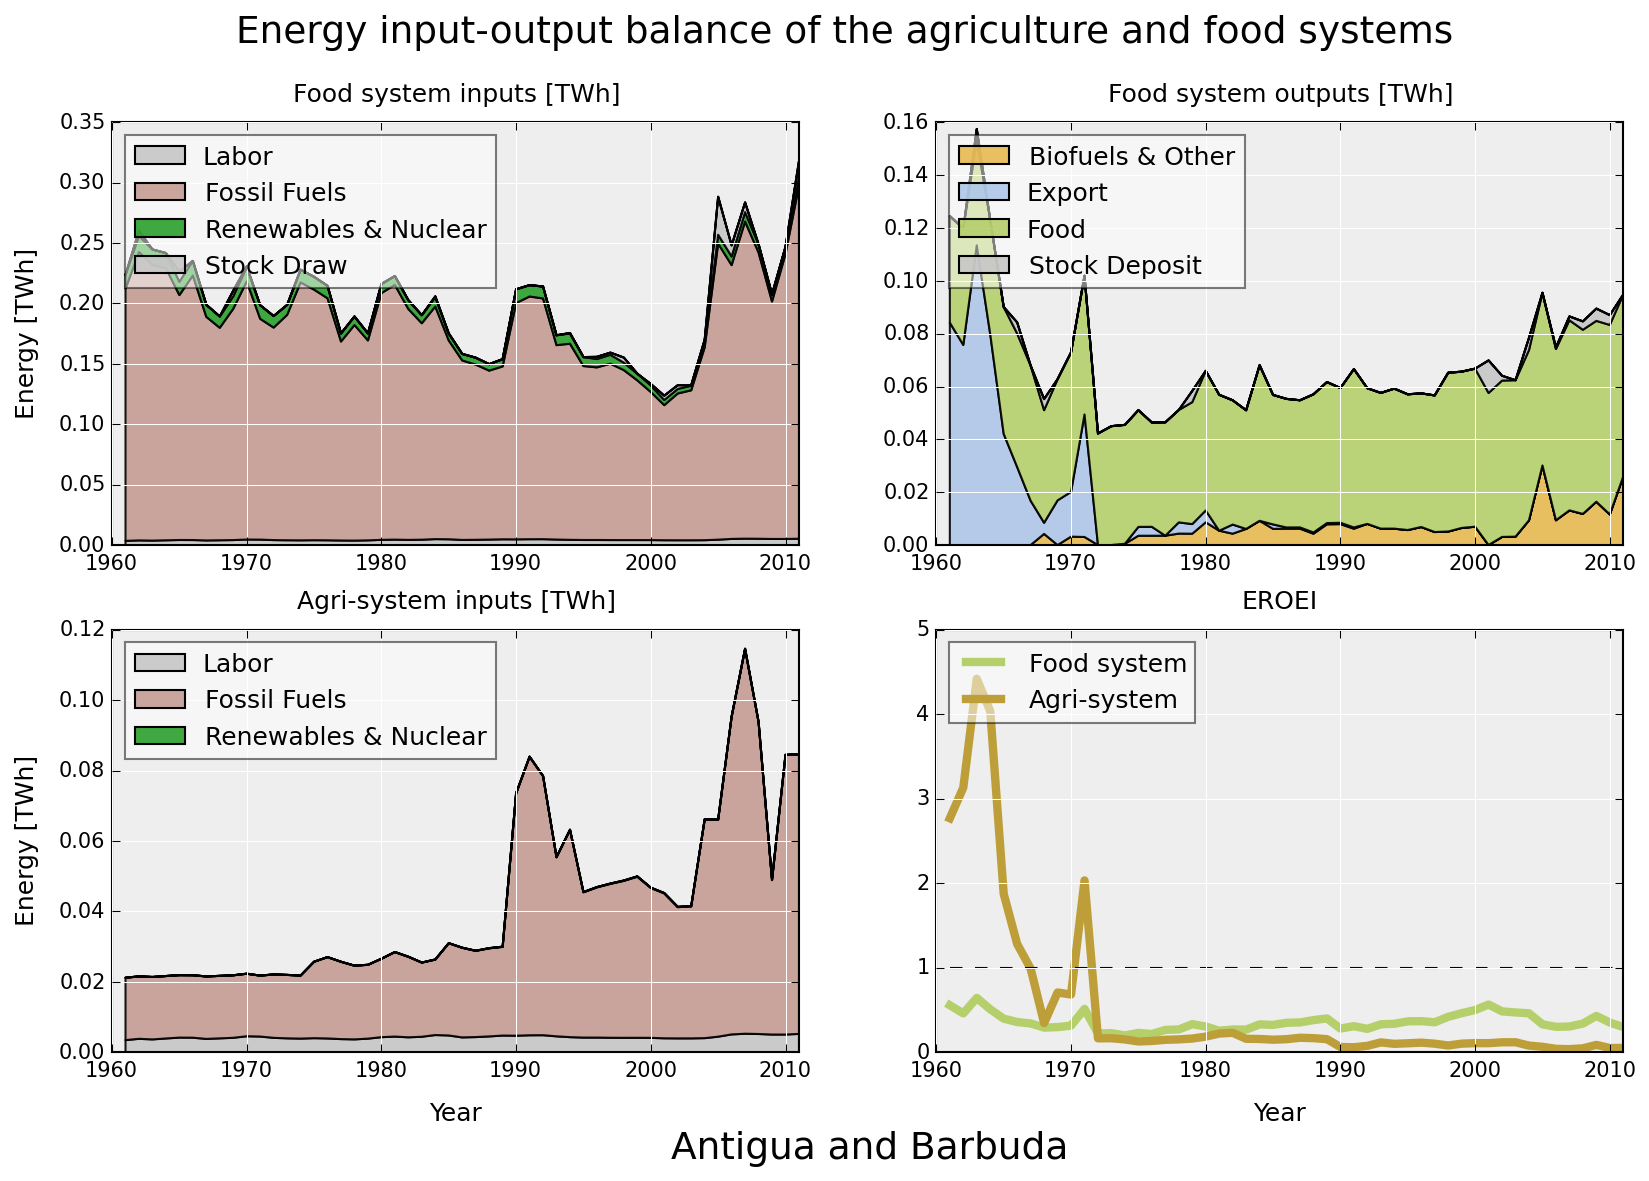 Energy input-output balance of the agriculture and food systems
Food system inputs [TWh]
Energy [TWh]
0.35
0.30
0.25
0.20
0.15
0.10
0.05
0.00
Labor
Fossil Fuels
Renewables & Nuclear
Stock Draw
1960 1970 1980 1990 2000 2010
Food system outputs [TWh]
0.16
0.14
0.12
0.10
0.08
0.06
0.04
0.02
0.00
Biofuels & Other
Export
Food
Stock Deposit
1960 1970 1980 1990 2000 2010
Agri-system inputs [TWh]
Energy [TWh]
0.12
0.10
0.08
0.06
0.04
0.02
0.00
Labor
Fossil Fuels
Renewables & Nuclear
1960 1970 1980 1990 2000 2010
Year
EROEI
5
4
3
2
1
0
Food system
Agri-system
1960 1970 1980 1990 2000 2010
Year
Antigua and Barbuda